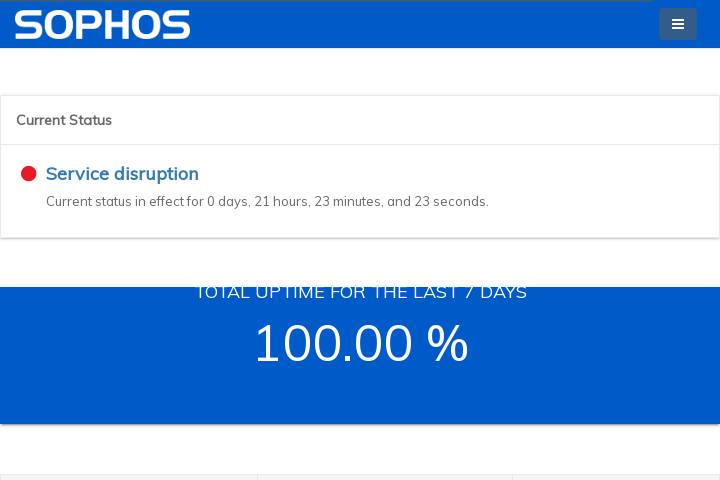 SOPHOS
Current Status
Service disruption
Current status in effect for 0 days, 21 hours, 23 minutes, and 23 seconds.
TOTAL UPTIME FOR THE LAST 7 DAYS
100.00 %